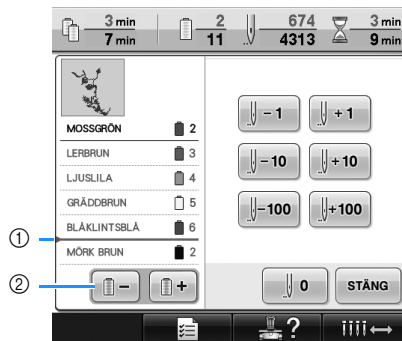 3 min 2 674 3 min
7 min 11 4313 9 min
MOSSGRÖN 2
LERBRUN 3
LJUSLILA 4
GRÄDDBRUN 5
BLÅKLINTSBLÅ 6
MÖRK BRUN 2
-1 +1
-10 +10
-100 +100
① 
② - +
0 STÄNG
?